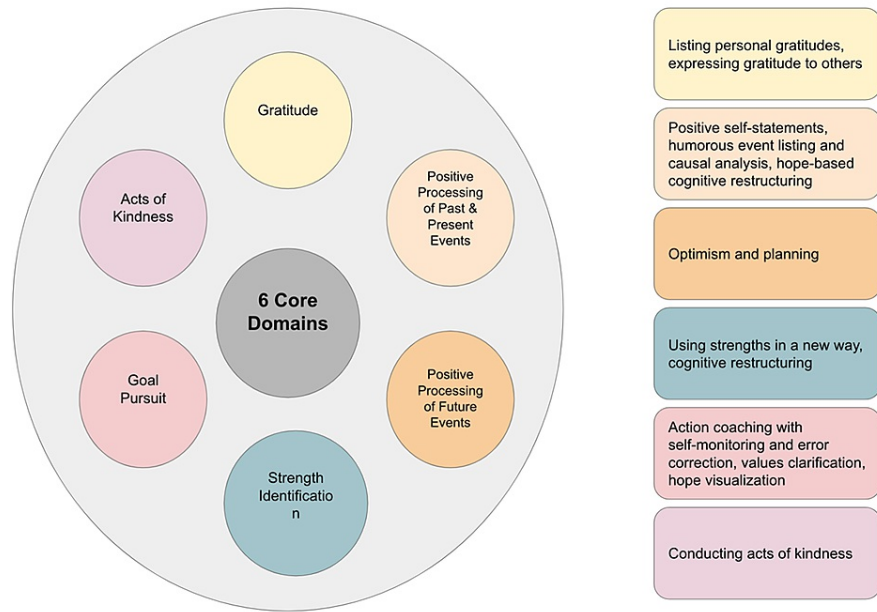 Gratitude
Acts of
Kindness
Positive
Processing
of Past &
Present
Events
6 Core
Domains
Goal
Pursuit
Positive
Processing
of Future
Events
Strength
Identificatio
n
Listing personal gratitudes,
expressing gratitude to others
Positive self-statements,
humorous event listing and
causal analysis, hope-based
cognitive restructuring
Optimism and planning
Using strengths in a new way,
cognitive restructuring
Action coaching with
self-monitoring and error
correction, values clarification,
hope visualization
Conducting acts of kindness